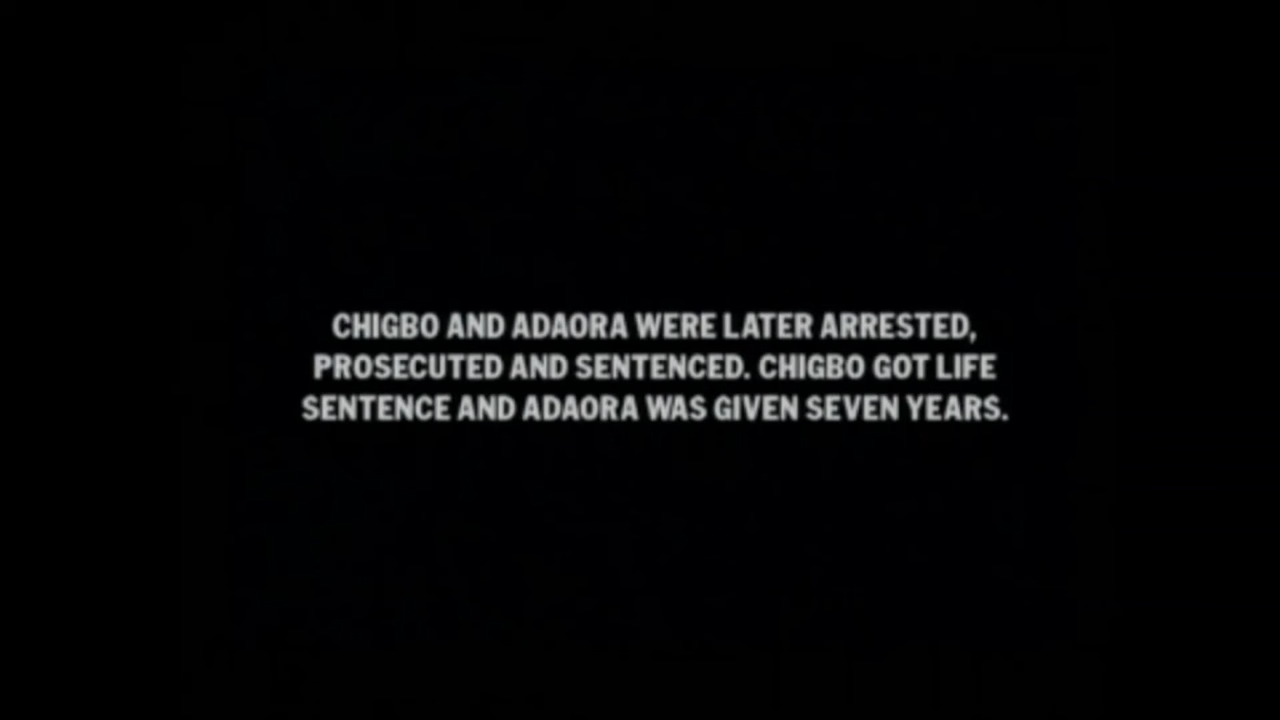 CHIGBO AND ADAORA WERE LATER ARRESTED,
PROSECUTED AND SENTENCED. CHIGBO GOT LIFE
SENTENCE AND ADAORA WAS GIVEN SEVEN YEARS.